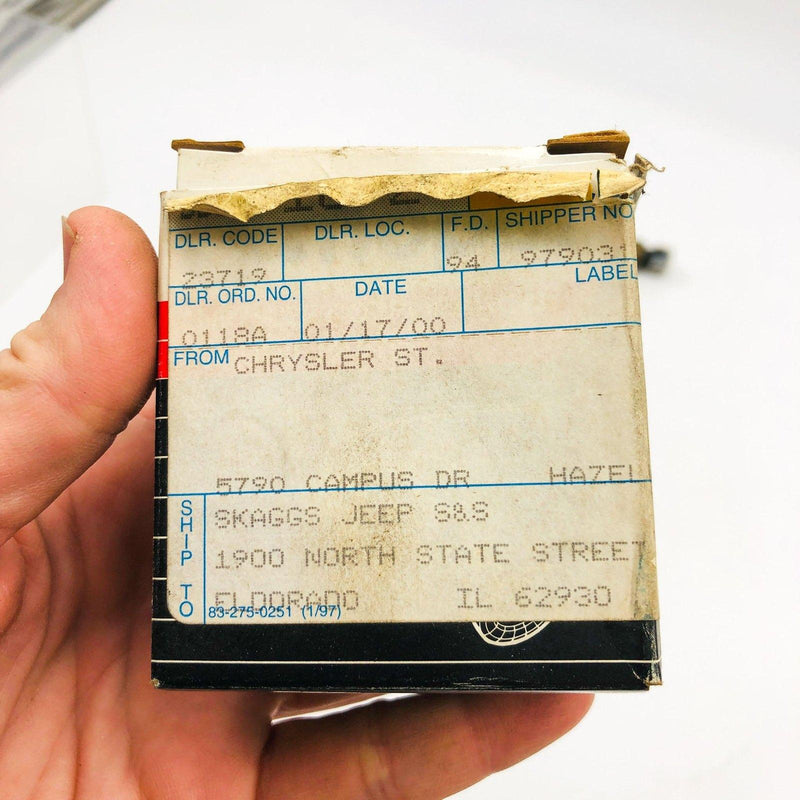 DLR. CODE DLR. LOC. F.D. SHIPPER NO
23719 94 979031
DLR. ORD. NO. DATE LABEL
0118A 01/17/00
FROM CHRYSLER ST.
5790 CAMPUS DR HAZEL
SHIP TO
SKAGGS JEEP S&S
1900 NORTH STATE STREET
ELDORADO IL 62930
83-275-0251 (1/97)